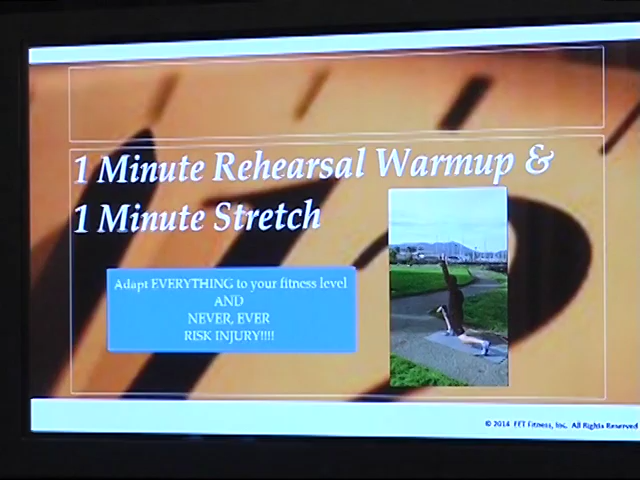 1 Minute Rehearsal Warmup &
1 Minute Stretch
Adapt EVERYTHING to your fitness level
AND
NEVER, EVER
RISK INJURY!!!!
© 2014 FET Fitness, Inc. All Rights Reserved